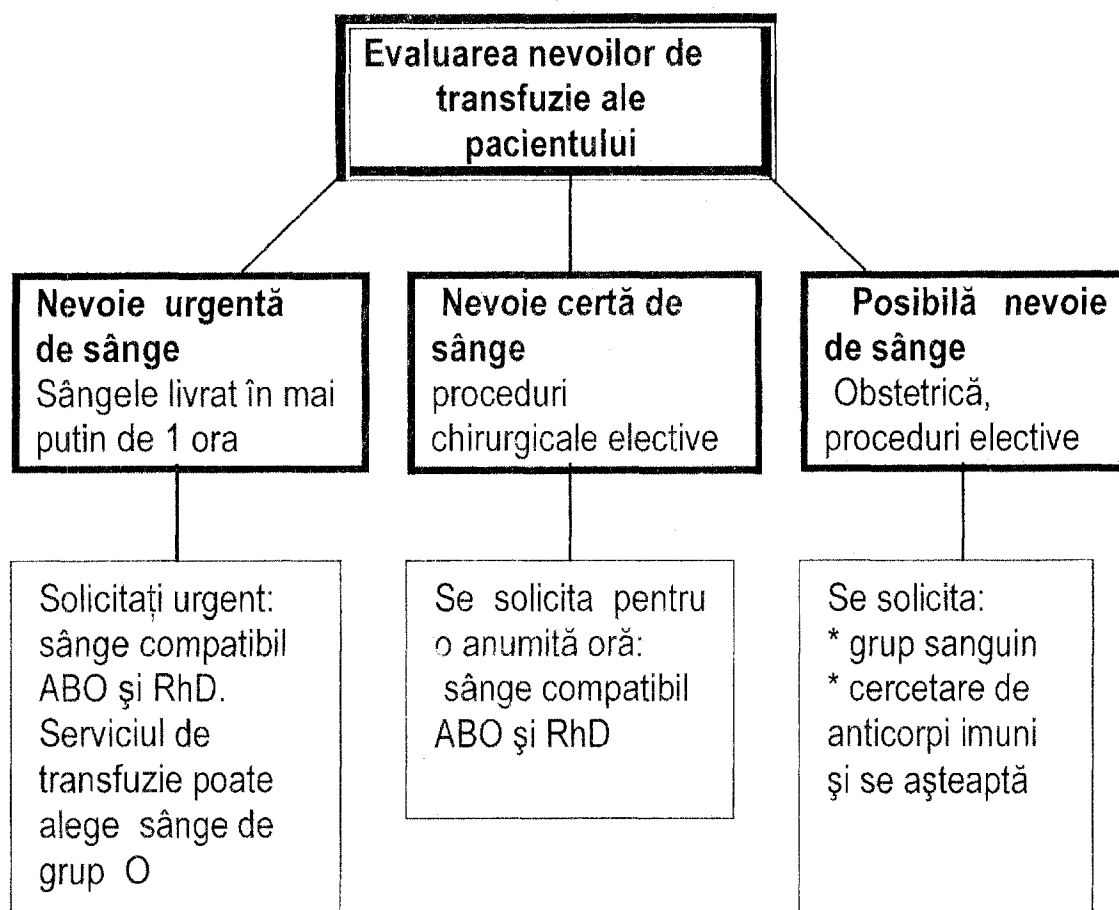 Evaluarea nevoilor de
transfuzie ale
pacientului
Nevoie urgentă
de sânge
Sângele livrat în mai
putin de 1 ora
Nevoie certă de
sânge
proceduri
chirurgicale elective
Posibilă nevoie
de sânge
Obstetrică,
proceduri elective
Solicitați urgent:
sânge compatibil
ABO şi RhD.
Serviciul de
transfuzie poate
alege sânge de
grup O
Se solicita pentru
o anumită oră:
sânge compatibil
ABO şi RhD
Se solicita:
* grup sanguin
* cercetare de
anticorpi imuni
şi se aşteaptă